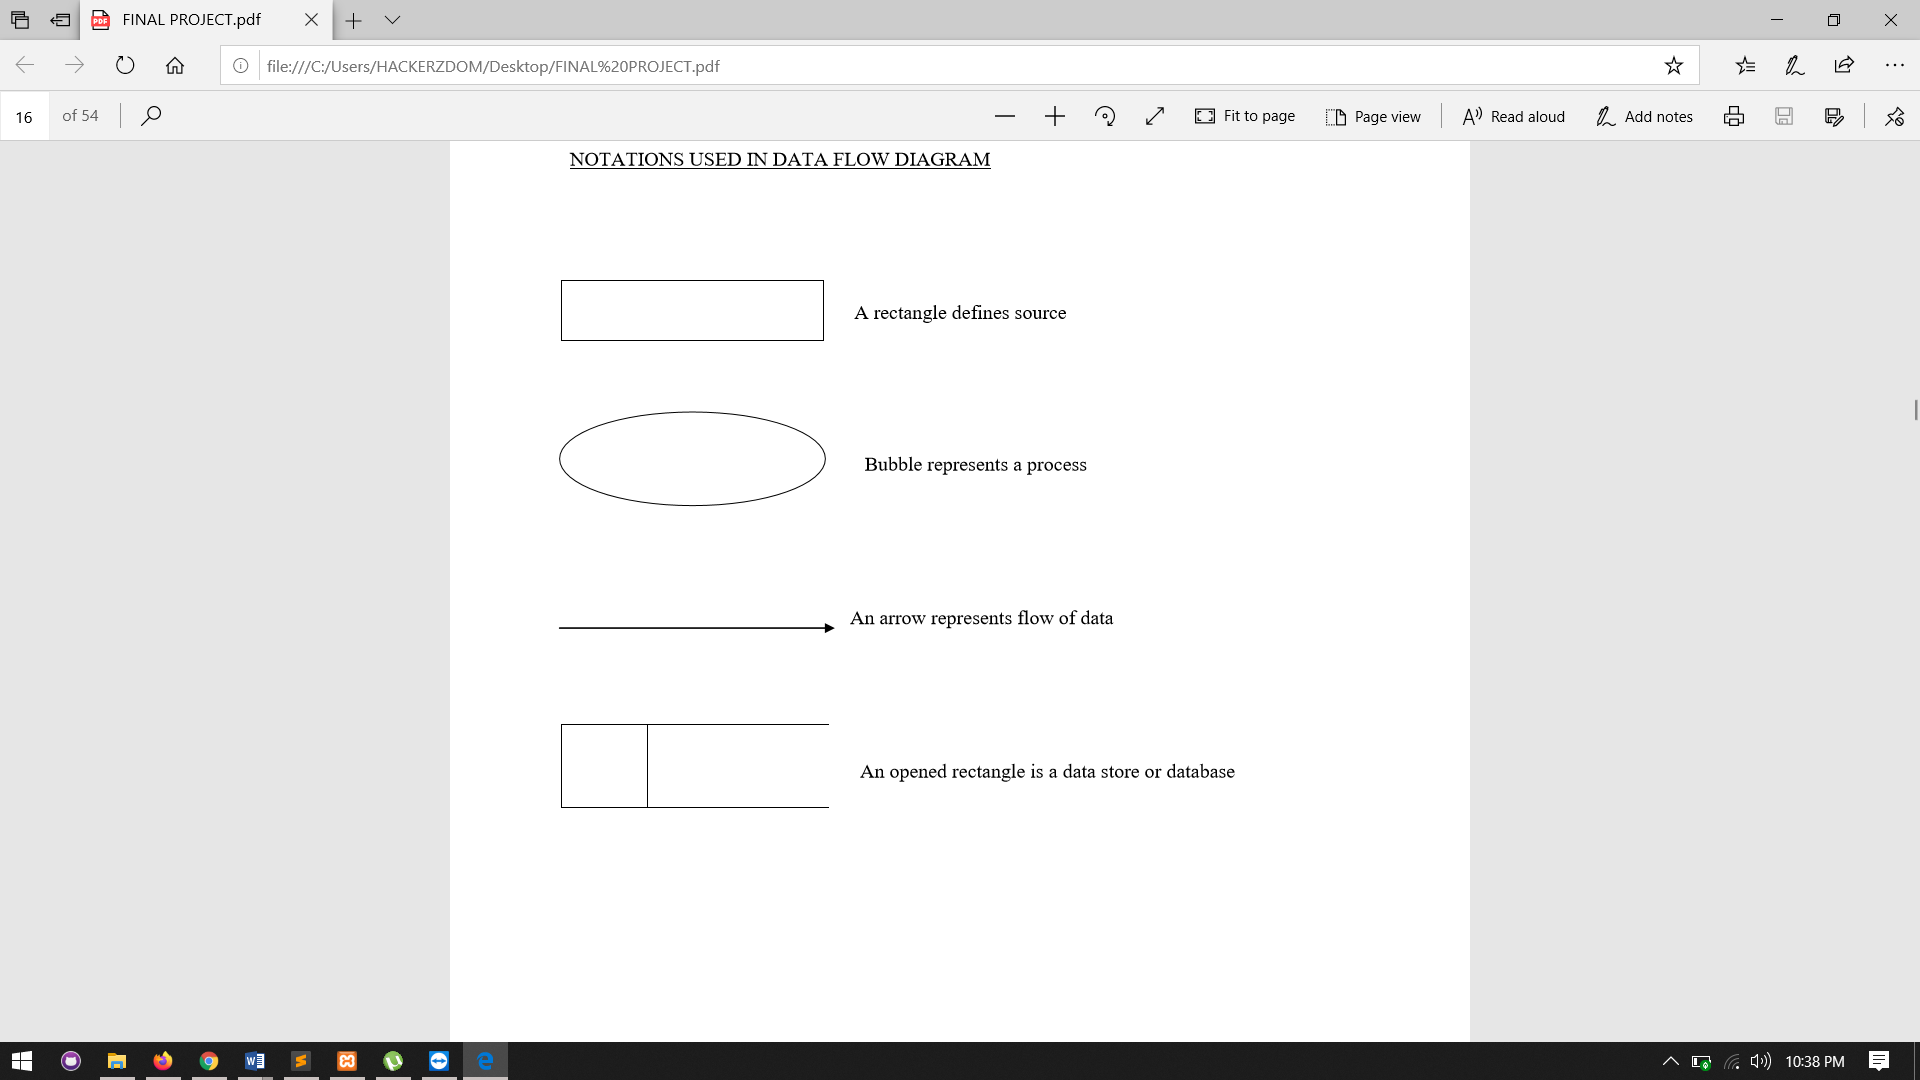 FINAL PROJECT.pdf
file:///C:/Users/HACKERZDOM/Desktop/FINAL%20PROJECT.pdf
16 of 54
Fit to page
Page view
Read aloud
Add notes
NOTATIONS USED IN DATA FLOW DIAGRAM
A rectangle defines source
Bubble represents a process
An arrow represents flow of data
An opened rectangle is a data store or database
10:38 PM